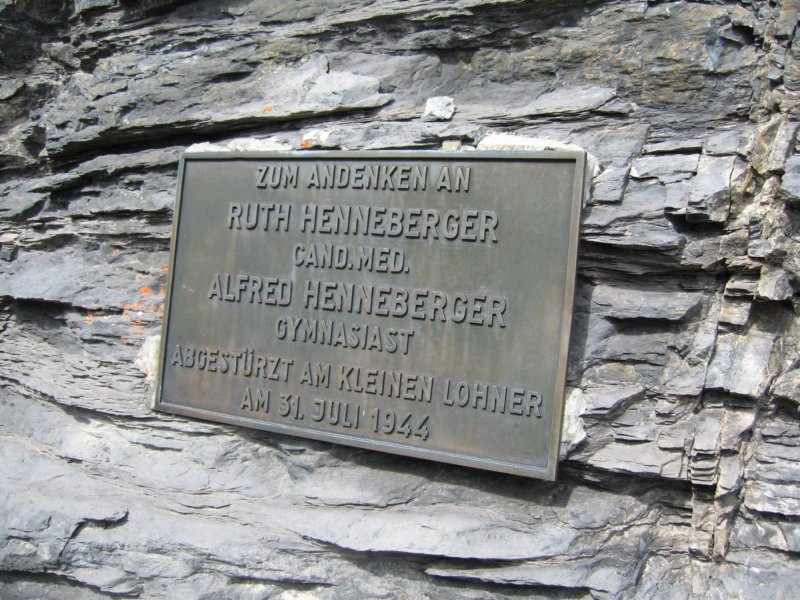 ZUM ANDENKEN AN
RUTH HENNEBERGER
CAND. MED.
ALFRED HENNEBERGER
GYMNASIAST
ABGESTÜRZT AM KLEINEN LOHNER
AM 31. JULI 1944